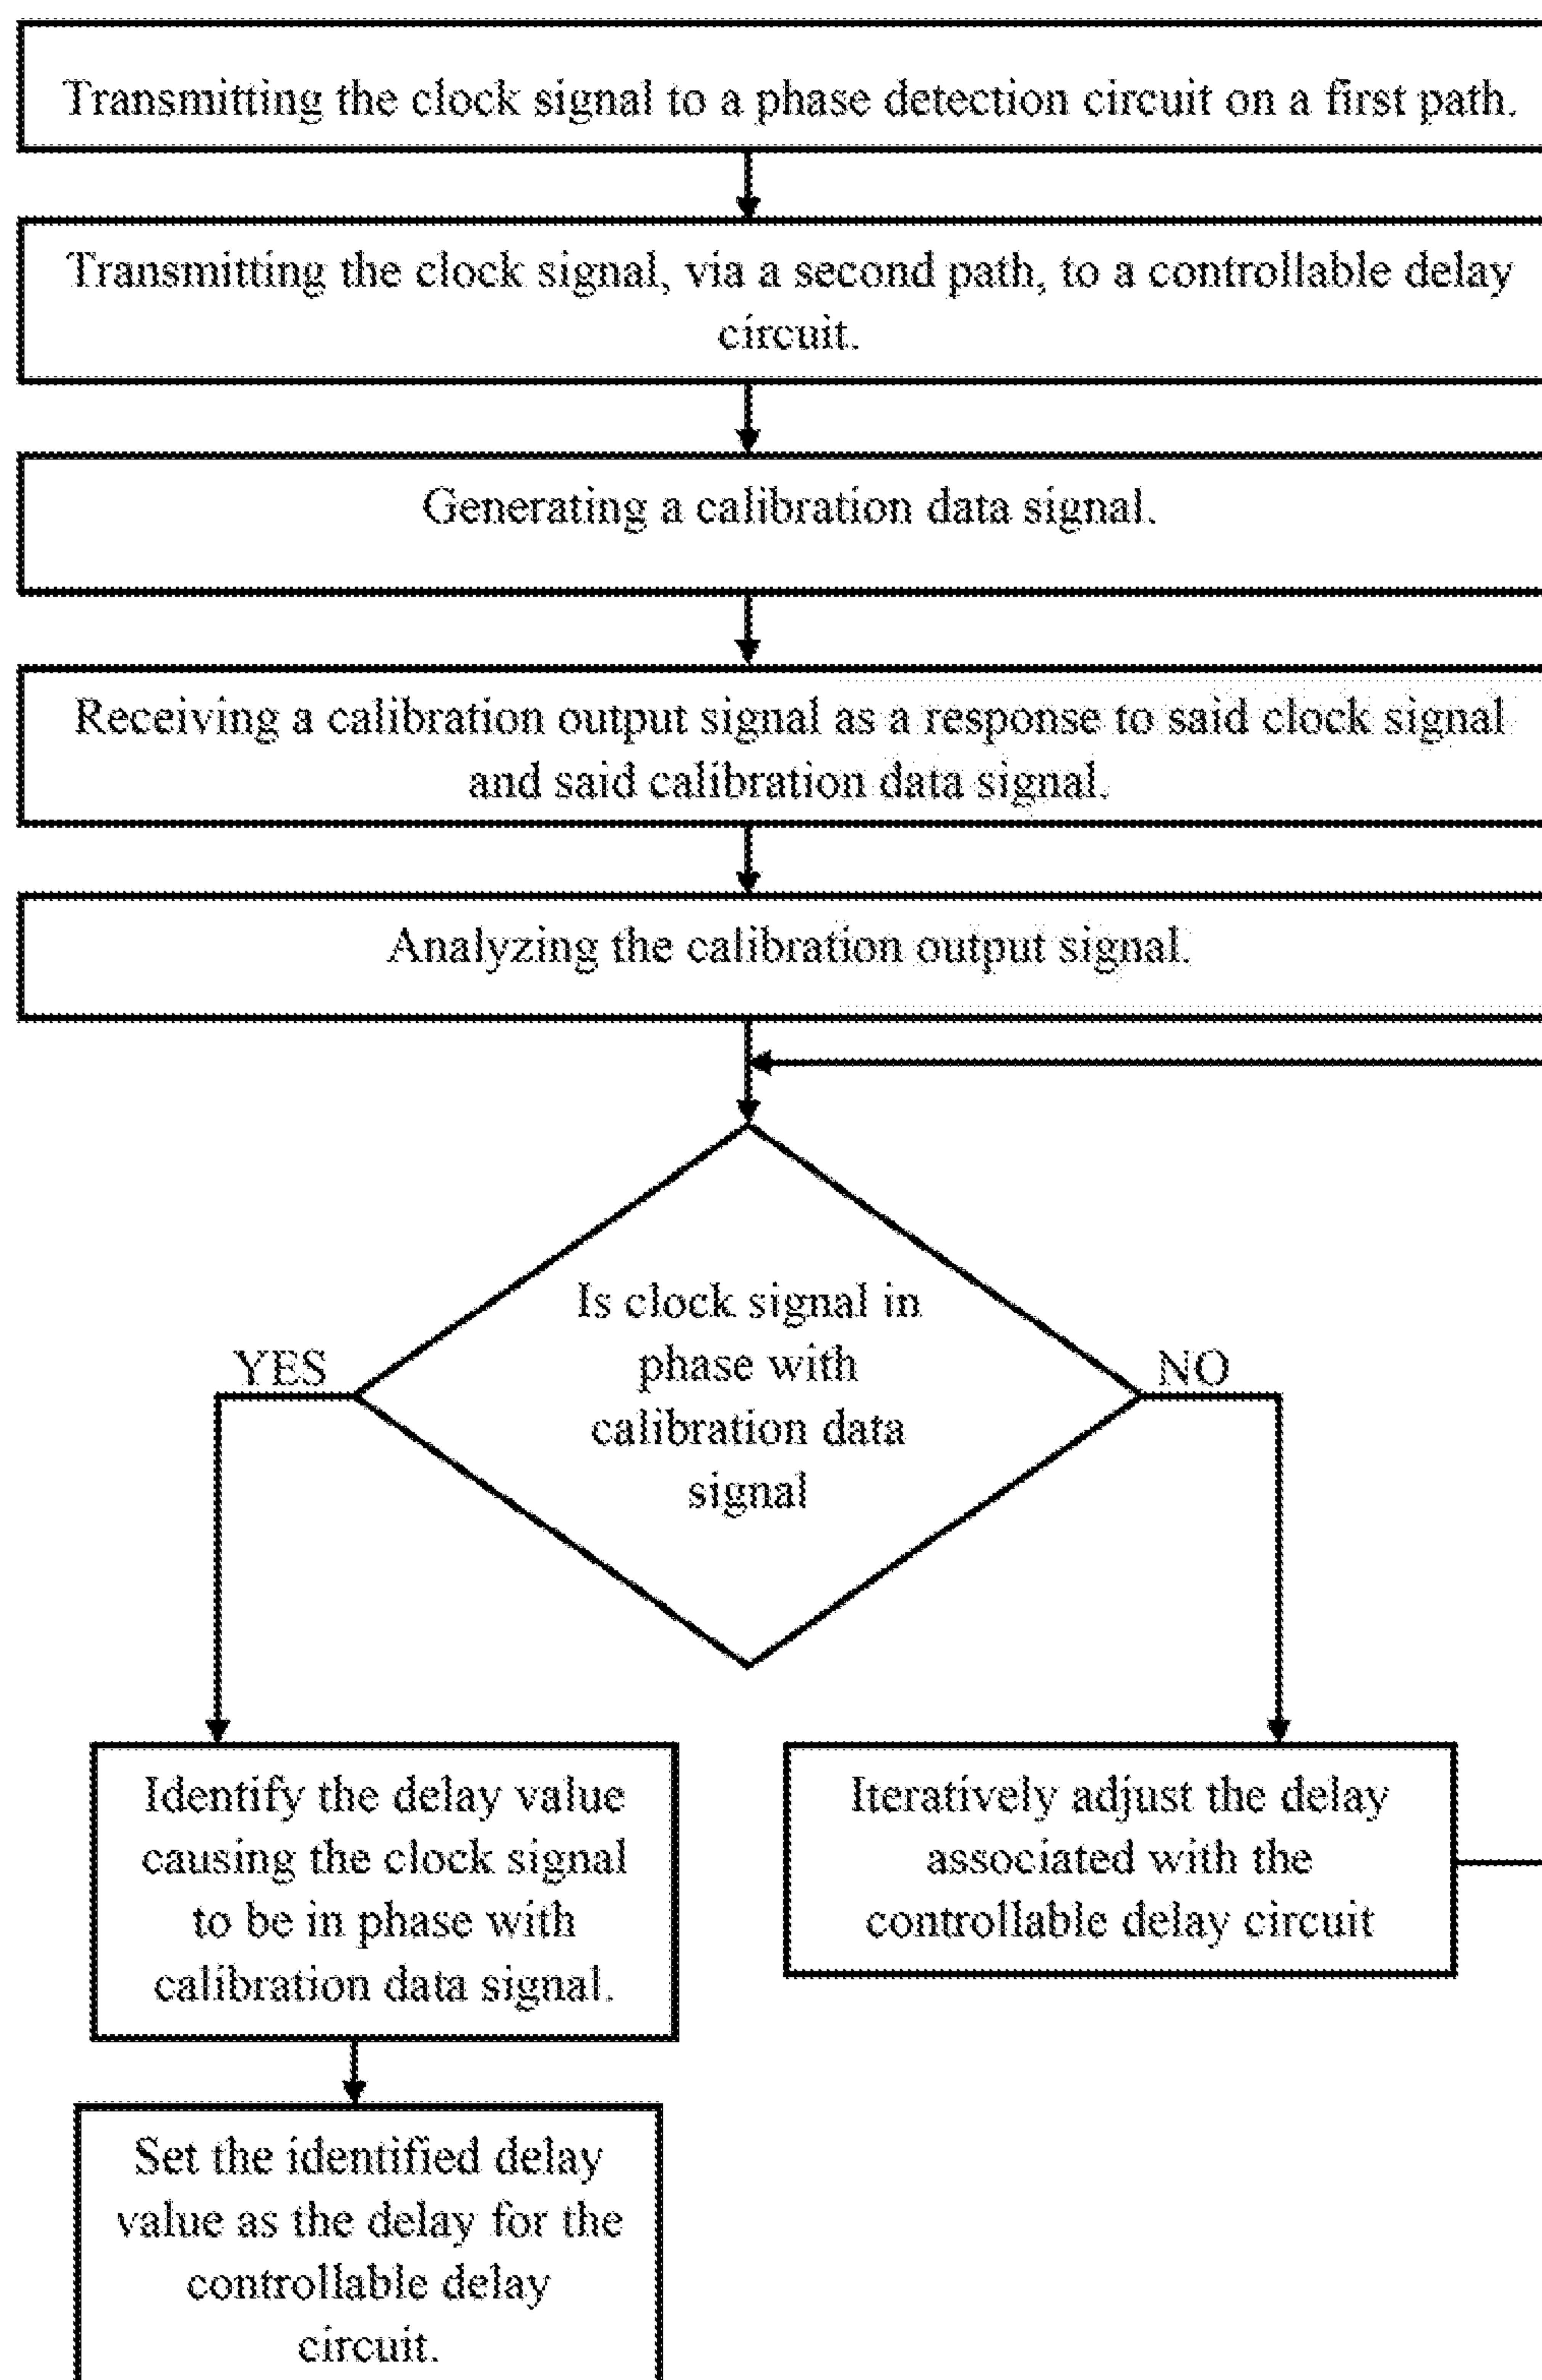 Transmitting the clock signal to a phase detection circuit on a first path.
Transmitting the clock signal, via a second path, to a controllable delay
circuit.
Generating a calibration data signal.
Receiving a calibration output signal as a response to said clock signal
and said calibration data signal.
Analyzing the calibration output signal.
Is clock signal in
phase with
calibration data
signal
YES
NO
Identify the delay value
causing the clock signal
to be in phase with
calibration data signal.
Iteratively adjust the delay
associated with the
controllable delay circuit
Set the identified delay
value as the delay for the
controllable delay
circuit.